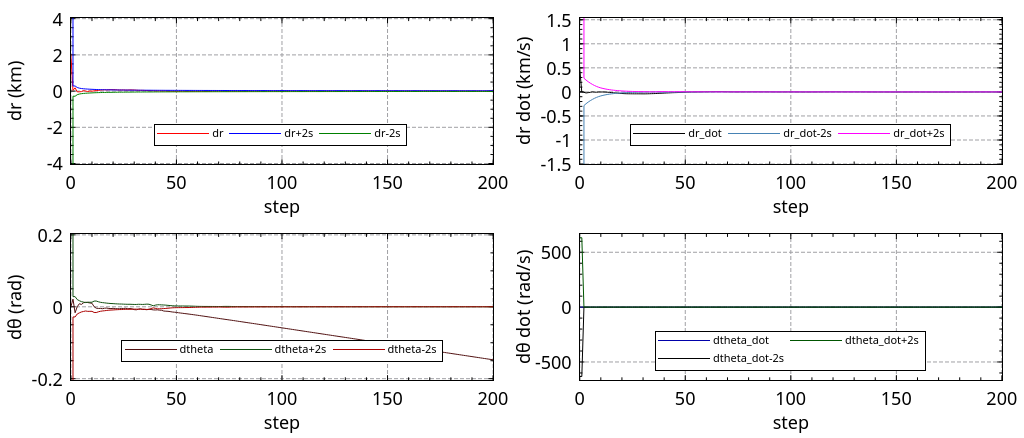 4
2
0
-2
-4
dr (km)
dr
dr+2s
dr-2s
0
50
100
150
200
step
1.5
1
0.5
0
-0.5
-1
-1.5
dr dot (km/s)
dr_dot
dr_dot-2s
dr_dot+2s
0
50
100
150
200
step
0.2
0
-0.2
dθ (rad)
dtheta
dtheta+2s
dtheta-2s
0
50
100
150
200
step
500
0
-500
dθ dot (rad/s)
dtheta_dot
dtheta_dot+2s
dtheta_dot-2s
0
50
100
150
200
step